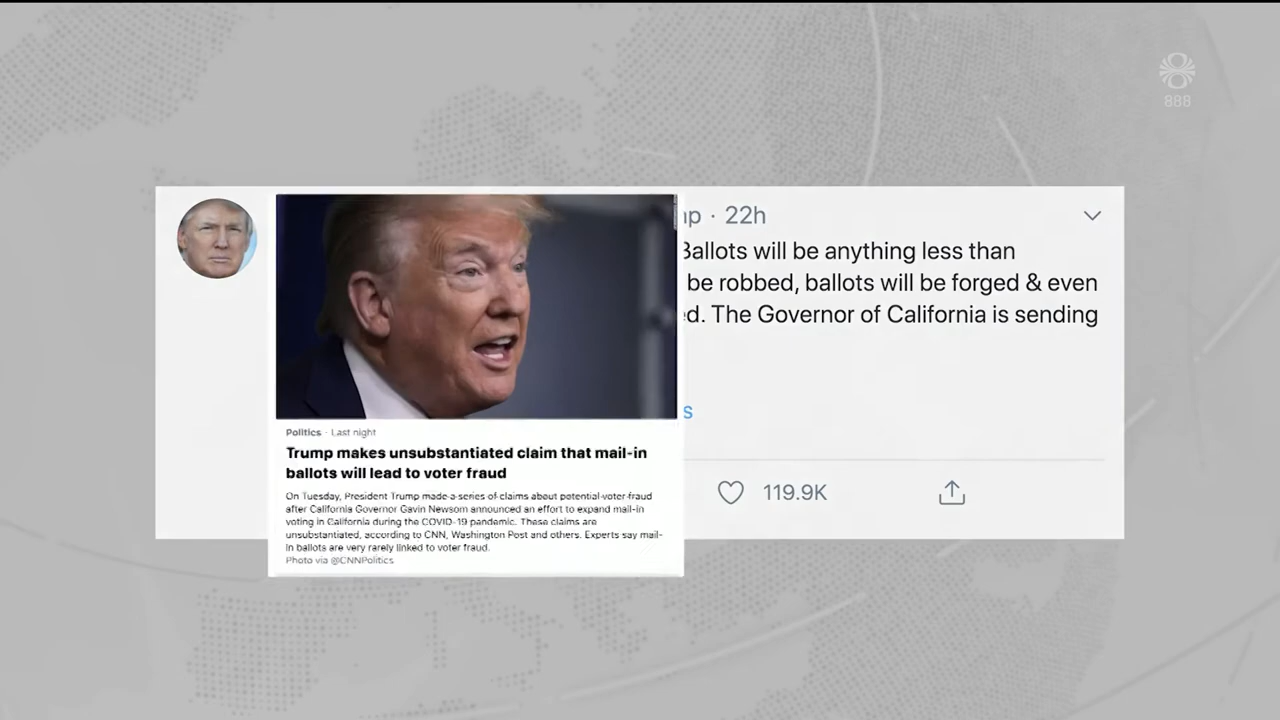 888
np · 22h
Ballots will be anything less than
be robbed, ballots will be forged & even
ed. The Governor of California is sending
s
119.9K
Politics · Last night
Trump makes unsubstantiated claim that mail-in
ballots will lead to voter fraud
On Tuesday, President Trump made a series of claims about potential voter fraud
after California Governor Gavin Newsom announced an effort to expand mail-in
voting in California during the COVID-19 pandemic. These claims are
unsubstantiated, according to CNN, Washington Post and others. Experts say mail-
in ballots are very rarely linked to voter fraud.
Photo via @CNNPolitics